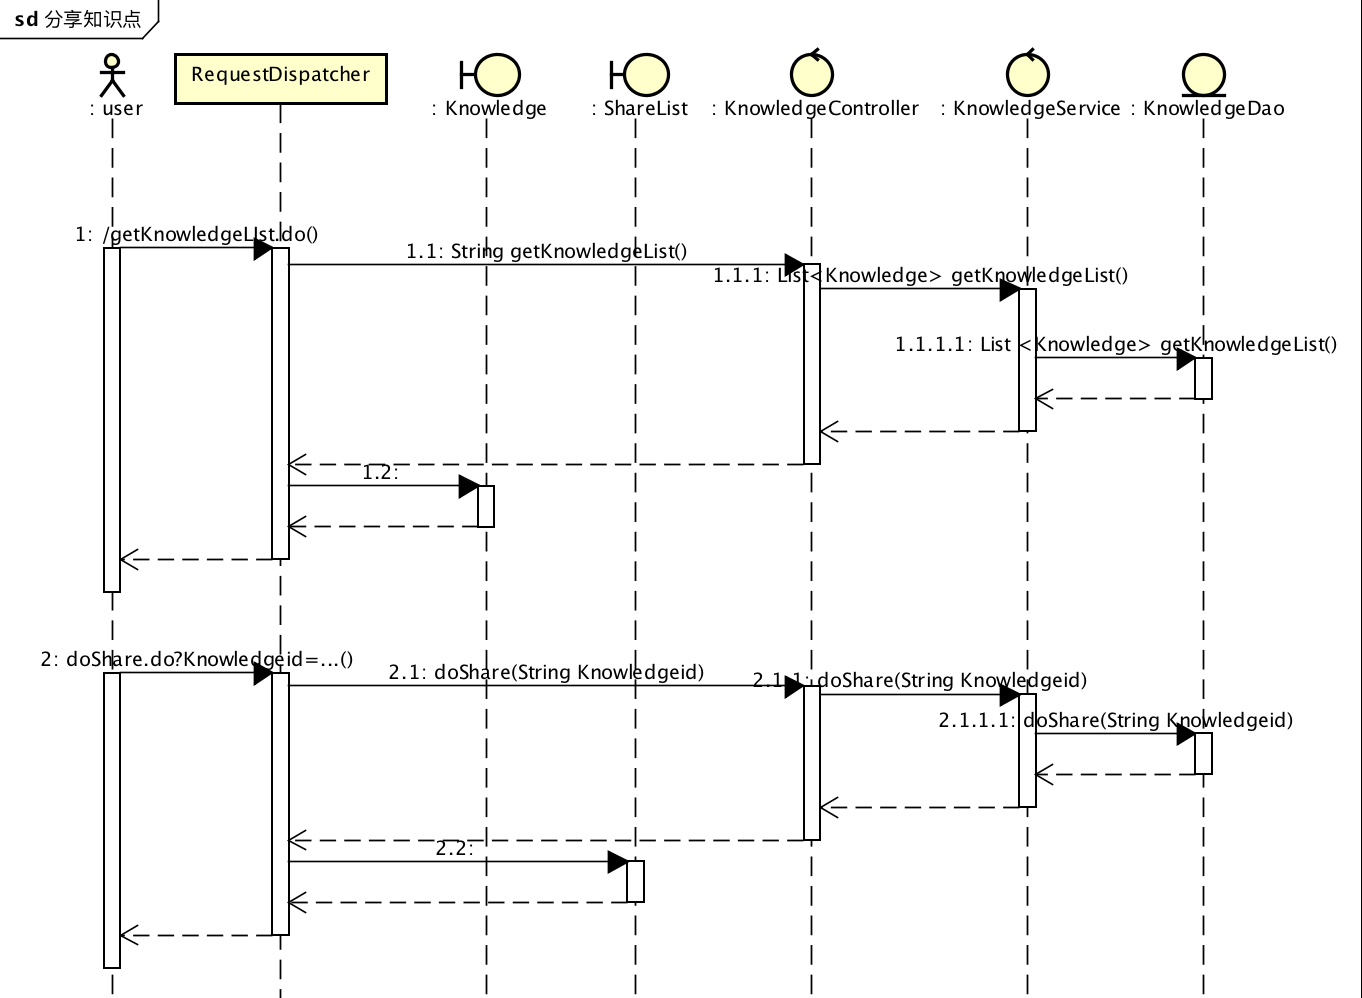 sd 分享知识点
RequestDispatcher
: user
: Knowledge
: ShareList
: KnowledgeController
: KnowledgeService
: KnowledgeDao
1: /getKnowledgeLIst.do()
1.1: String getKnowledgeList()
1.1.1: List<Knowledge> getKnowledgeList()
1.1.1.1: List <Knowledge> getKnowledgeList()
1.2:
2: doShare.do?Knowledgeid=...()
2.1: doShare(String Knowledgeid)
2.1.1: doShare(String Knowledgeid)
2.1.1.1: doShare(String Knowledgeid)
2.2: